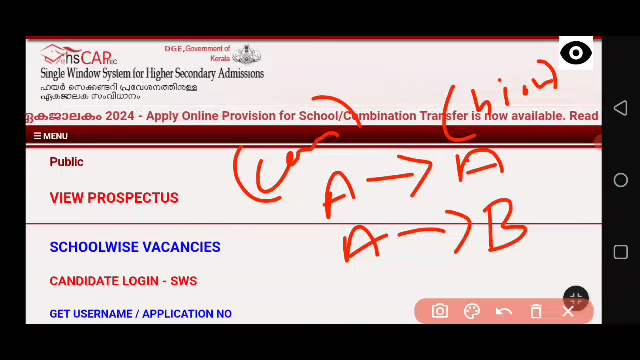 hsCAP nic
DGE, Government of
Kerala
Single Window System for Higher Secondary Admissions
ഹയർ സെക്കണ്ടറി പ്രവേശനത്തിനുള്ള
ഏകജാലക സംവിധാനം
ഏകജാലകം 2024 - Apply Online Provision for School/Combination Transfer is now available. Read
MENU
Public
VIEW PROSPECTUS
SCHOOLWISE VACANCIES
CANDIDATE LOGIN - SWS
GET USERNAME / APPLICATION NO
A → A
A → B